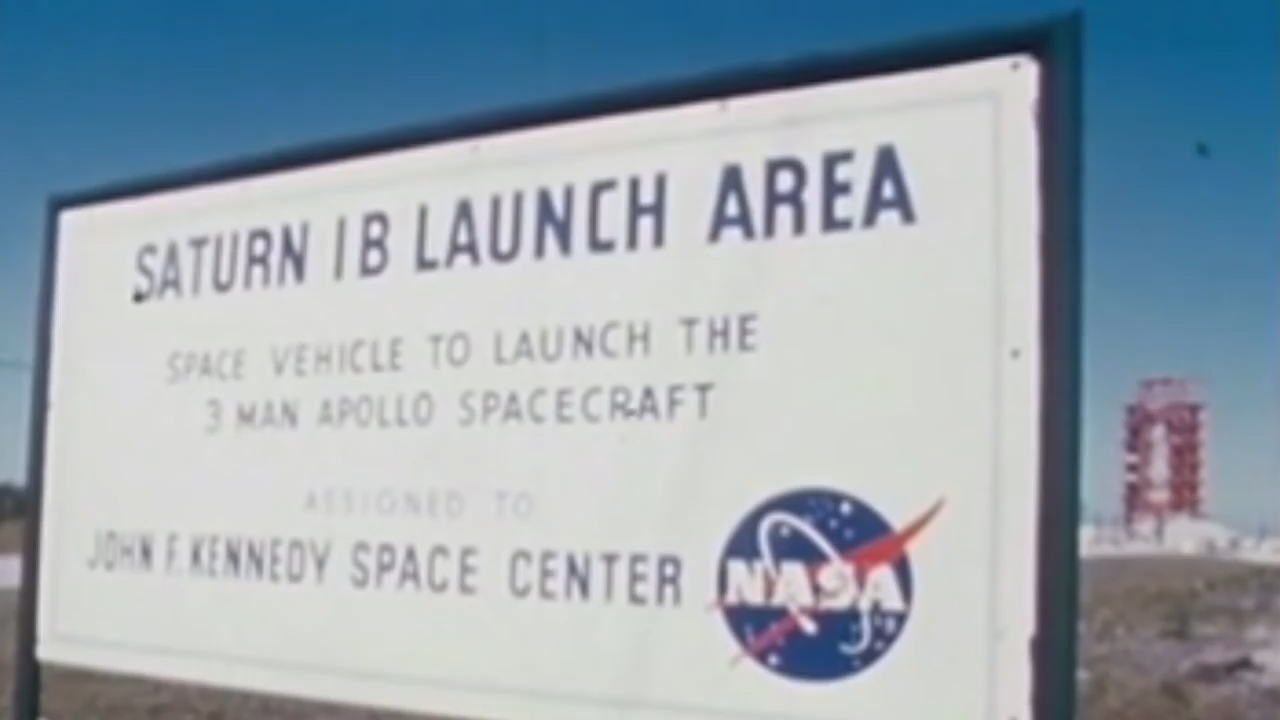 SATURN IB LAUNCH AREA
SPACE VEHICLE TO LAUNCH THE
3 MAN APOLLO SPACECRAFT
ASSIGNED TO
JOHN F. KENNEDY SPACE CENTER
NASA